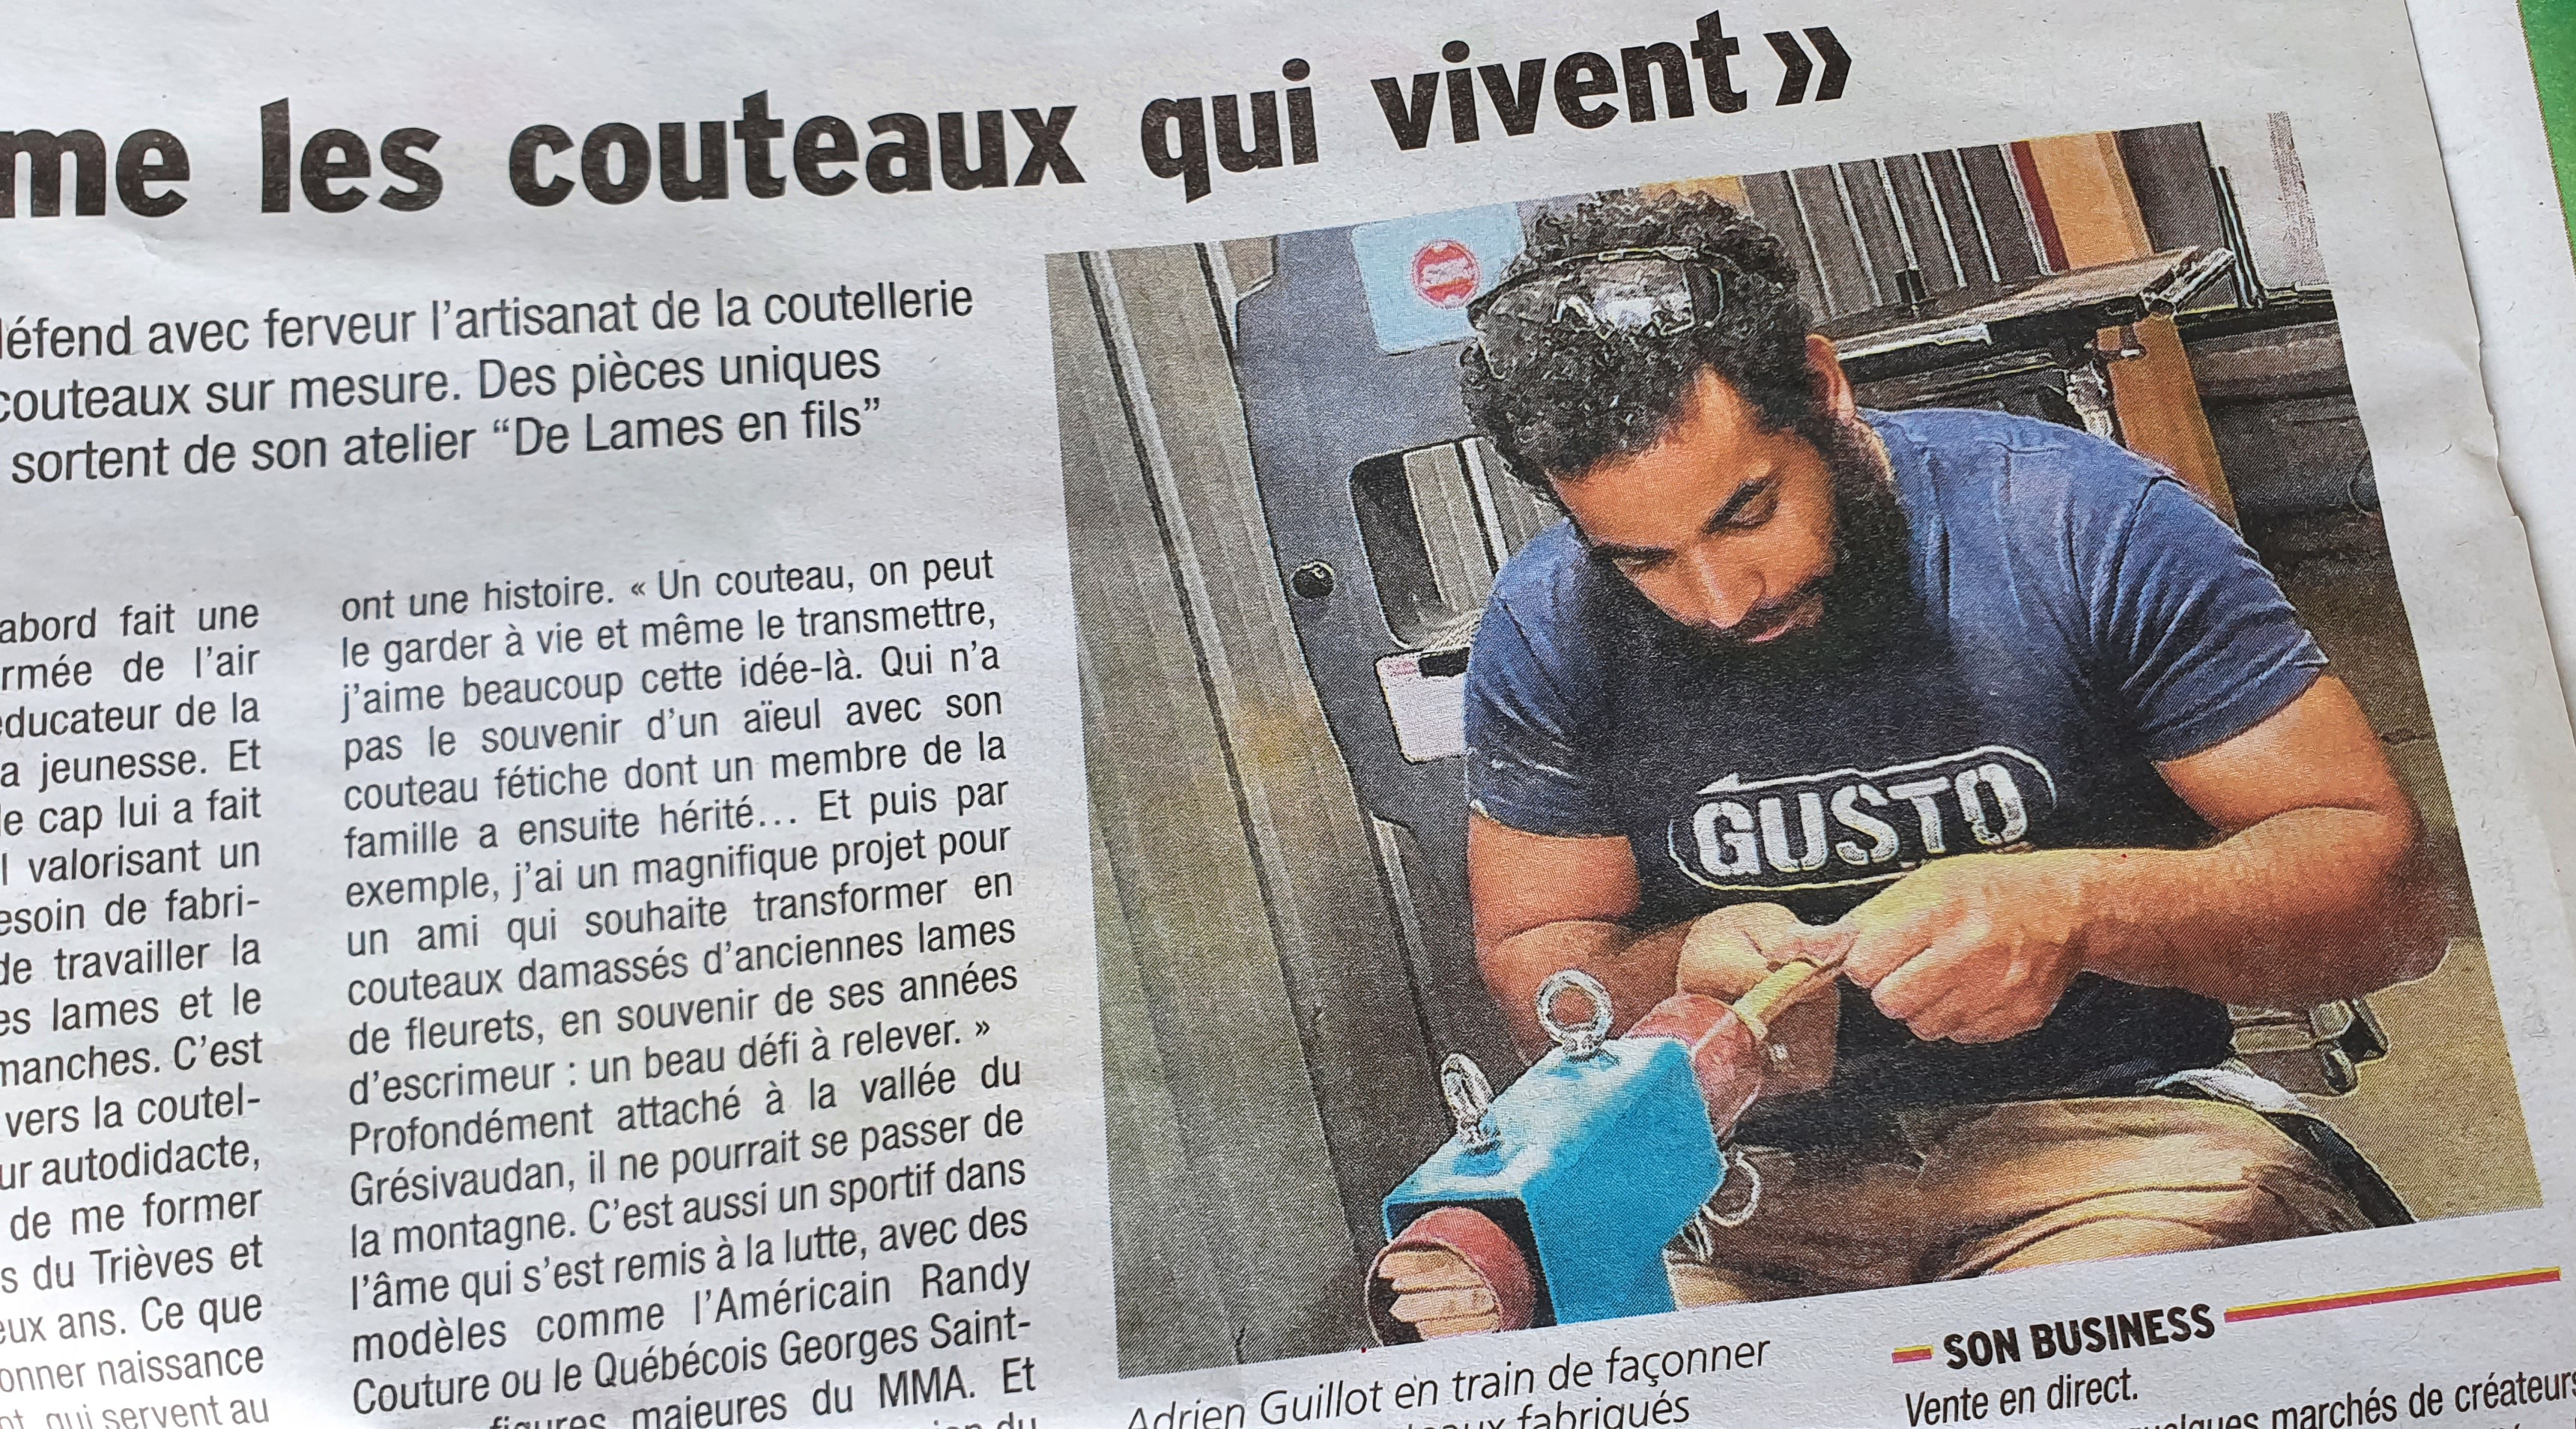 me les couteaux qui vivent »
défend avec ferveur l’artisanat de la coutellerie
couteaux sur mesure. Des pièces uniques
sortent de son atelier “De Lames en fils”
abord fait une
rmée de l’air
éducateur de la
a jeunesse. Et
le cap lui a fait
l valorisant un
esoin de fabri-
de travailler la
es lames et le
manches. C’est
vers la coutel-
ur autodidacte,
de me former
s du Trièves et
eux ans. Ce que
onner naissance
nt, qui servent au
ont une histoire. « Un couteau, on peut
le garder à vie et même le transmettre,
j’aime beaucoup cette idée-là. Qui n’a
pas le souvenir d’un aïeul avec son
couteau fétiche dont un membre de la
famille a ensuite hérité… Et puis par
exemple, j’ai un magnifique projet pour
un ami qui souhaite transformer en
couteaux damassés d’anciennes lames
de fleurets, en souvenir de ses années
d’escrimeur : un beau défi à relever. »
Profondément attaché à la vallée du
Grésivaudan, il ne pourrait se passer de
la montagne. C’est aussi un sportif dans
l’âme qui s’est remis à la lutte, avec des
modèles comme l’Américain Randy
Couture ou le Québécois Georges Saint-
figures majeures du MMA. Et
GUSTO
Adrien Guillot en train de façonner
fabriqués
SON BUSINESS
Vente en direct.
quelques marchés de créateurs